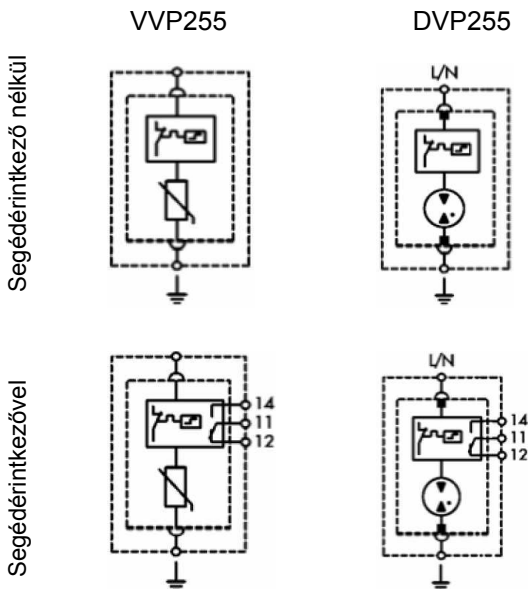 VVP255
DVP255
Segédérintkező nélkül
L/N
Segédérintkezővel
14
11
12
L/N
14
11
12